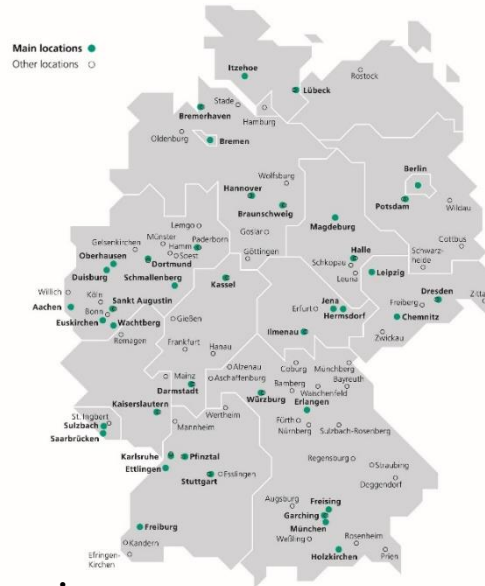 Main locations
Other locations
Itzehoe
Rostock
Lübeck
Stade
Bremerhaven
Hamburg
Oldenburg
Bremen
Wolfsburg
Berlin
Hannover
Potsdam
Braunschweig
Wildau
Magdeburg
Lemgo
Goslar
Cottbus
Münster
Paderborn
Gelsenkirchen
Hamm
Göttingen
Halle
Schwarz-
heide
Oberhausen
Soest
Schkopau
Dortmund
Leipzig
Duisburg
Schmallenberg
Kassel
Leuna
Dresden
Willich
Köln
Jena
Freiberg
Zitta
Aachen
Sankt Augustin
Erfurt
Hermsdorf
Chemnitz
Bonn
Gießen
Euskirchen
Wachtberg
Ilmenau
Zwickau
Remagen
Frankfurt
Hanau
Coburg
Münchberg
Alzenau
Mainz
Aschaffenburg
Bamberg
Bayreuth
Darmstadt
Waischenfeld
Würzburg
Erlangen
Kaiserslautern
Wertheim
St. Ingbert
Sulzbach
Mannheim
Fürth
Saarbrücken
Nürnberg
Sulzbach-Rosenberg
Karlsruhe
Pfinztal
Regensburg
Ettlingen
Straubing
Esslingen
Stuttgart
Deggendorf
Augsburg
Freising
Garching
Freiburg
München
Weßling
Rosenheim
Kandern
Holzkirchen
Prien
Efringen-
Kirchen